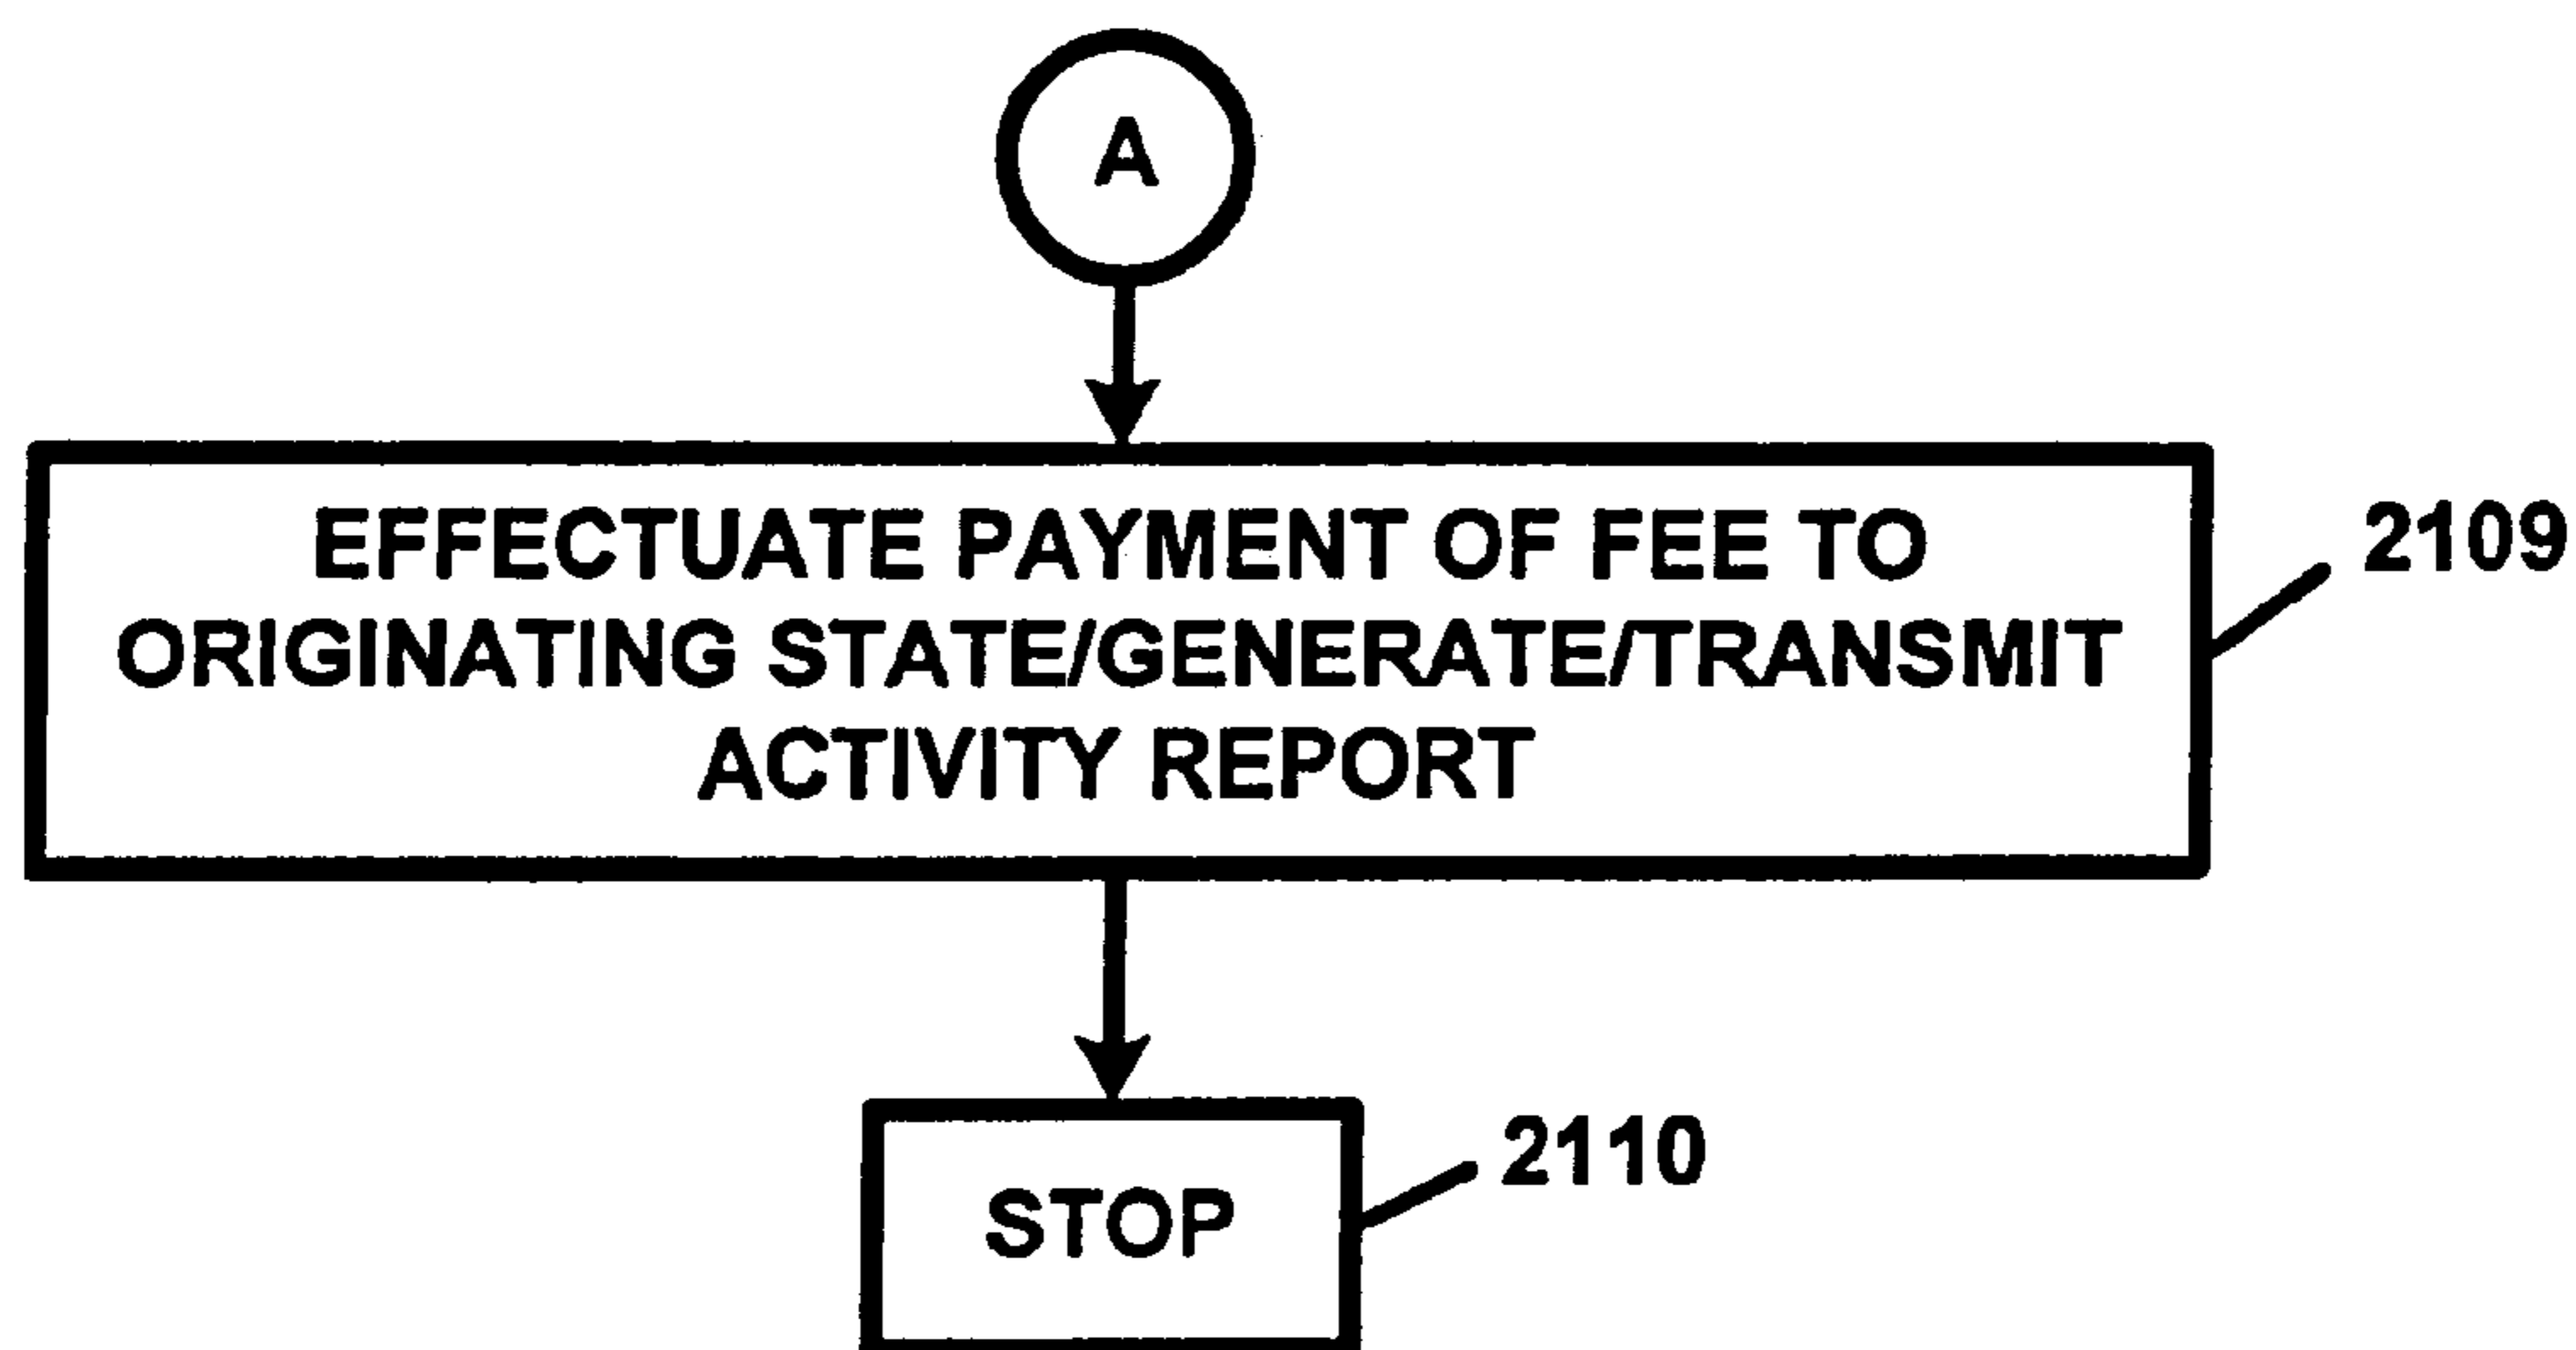 A
EFFECTUATE PAYMENT OF FEE TO
ORIGINATING STATE/GENERATE/TRANSMIT
ACTIVITY REPORT
2109
STOP
2110